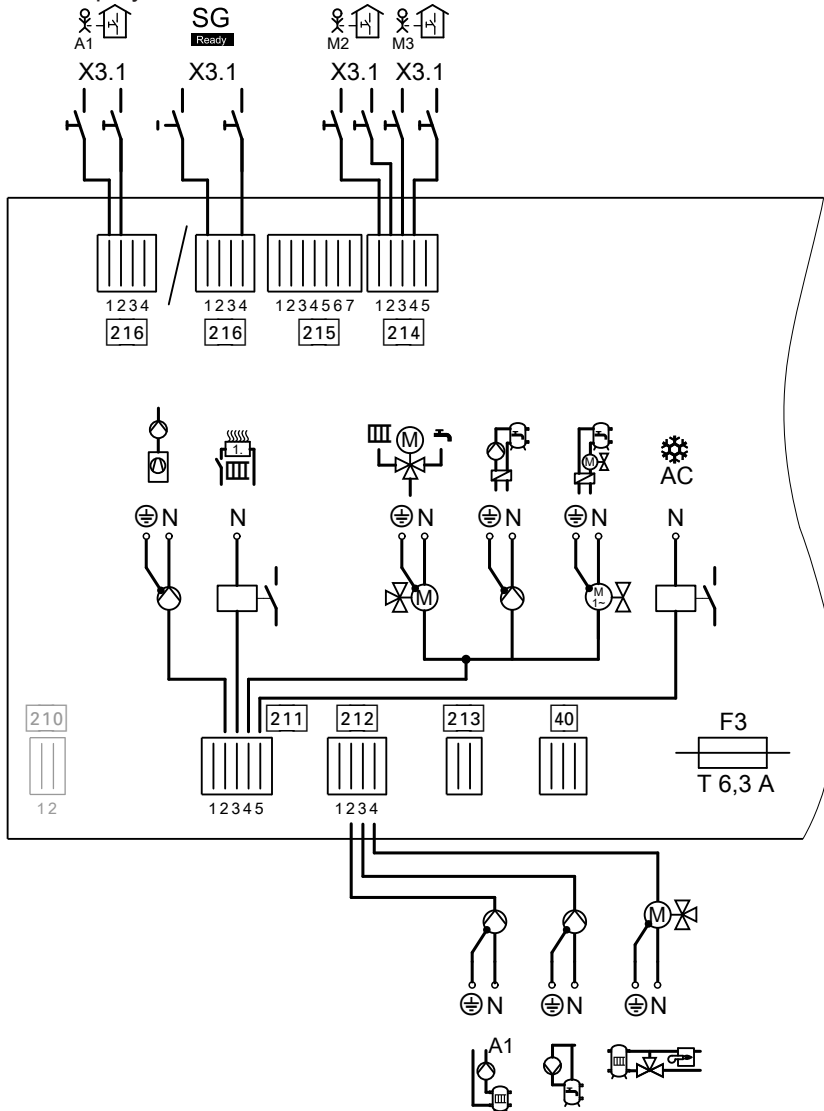 A1
SG
Ready
M2 M3
X3.1 X3.1 X3.1 X3.1
1234 1234 1234567 12345
216 216 215 214
1.
M
M
AC
N N N N N N
M M 1~
210 211 212 213 40 F3
T 6,3 A
12 12345 1234
M
N N N
A1